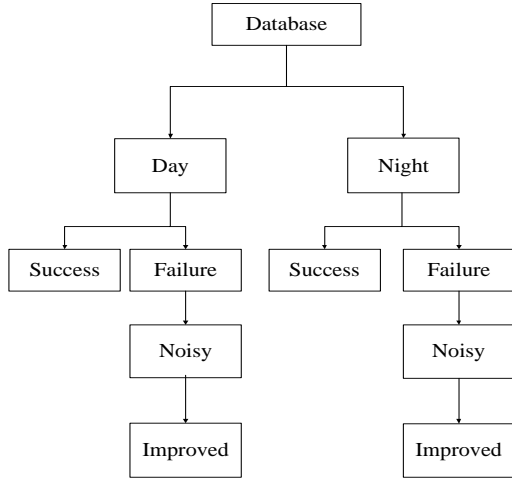 Database
Day
Night
Success
Failure
Success
Failure
Noisy
Noisy
Improved
Improved